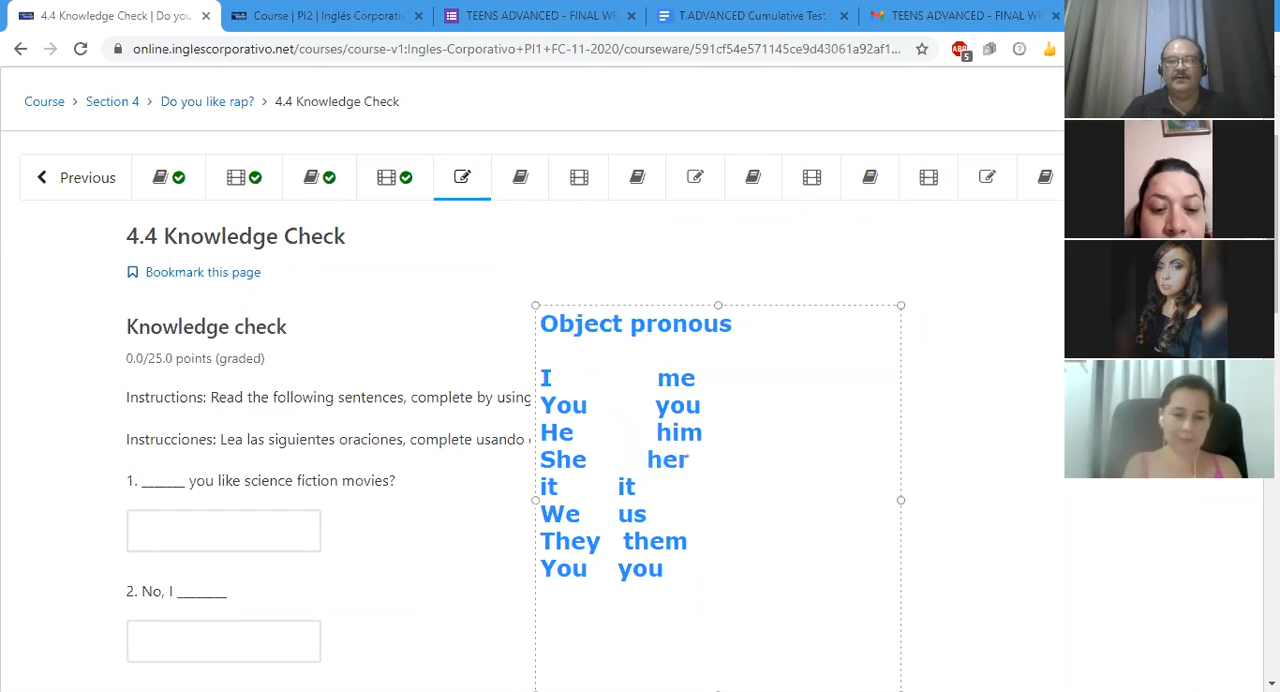 4.4 Knowledge Check | Do you
Course | PI2 | Inglés Corporativ
TEENS ADVANCED - FINAL WR
T.ADVANCED Cumulative Test
TEENS ADVANCED - FINAL W
online.inglescorporativo.net/courses/course-v1:Ingles-Corporativo+PI1+FC-11-2020/courseware/591cf54e571145ce9d43061a92af1...
ABP
5
Course > Section 4 > Do you like rap? > 4.4 Knowledge Check
Previous
4.4 Knowledge Check
Bookmark this page
Knowledge check
0.0/25.0 points (graded)
Instructions: Read the following sentences, complete by using
Instrucciones: Lea las siguientes oraciones, complete usando
1. ______ you like science fiction movies?
2. No, I _______
Object pronous
I me
You you
He him
She her
it it
We us
They them
You you